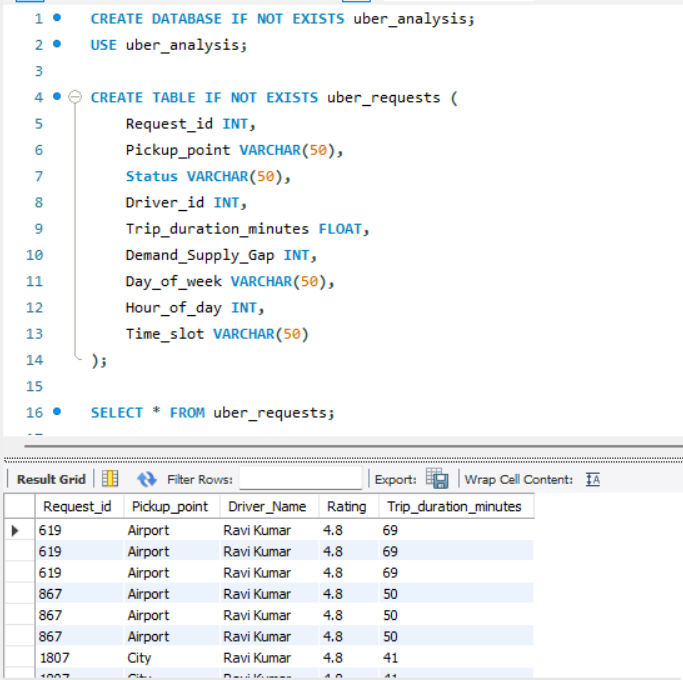 1 CREATE DATABASE IF NOT EXISTS uber_analysis;
2 USE uber_analysis;
3
4 CREATE TABLE IF NOT EXISTS uber_requests (
5 Request_id INT,
6 Pickup_point VARCHAR(50),
7 Status VARCHAR(50),
8 Driver_id INT,
9 Trip_duration_minutes FLOAT,
10 Demand_Supply_Gap INT,
11 Day_of_week VARCHAR(50),
12 Hour_of_day INT,
13 Time_slot VARCHAR(50)
14 );
15
16 SELECT * FROM uber_requests;
Result Grid Filter Rows: Export: Wrap Cell Content: IA
Request_id Pickup_point Driver_Name Rating Trip_duration_minutes
619 Airport Ravi Kumar 4.8 69
619 Airport Ravi Kumar 4.8 69
619 Airport Ravi Kumar 4.8 69
867 Airport Ravi Kumar 4.8 50
867 Airport Ravi Kumar 4.8 50
867 Airport Ravi Kumar 4.8 50
1807 City Ravi Kumar 4.8 41